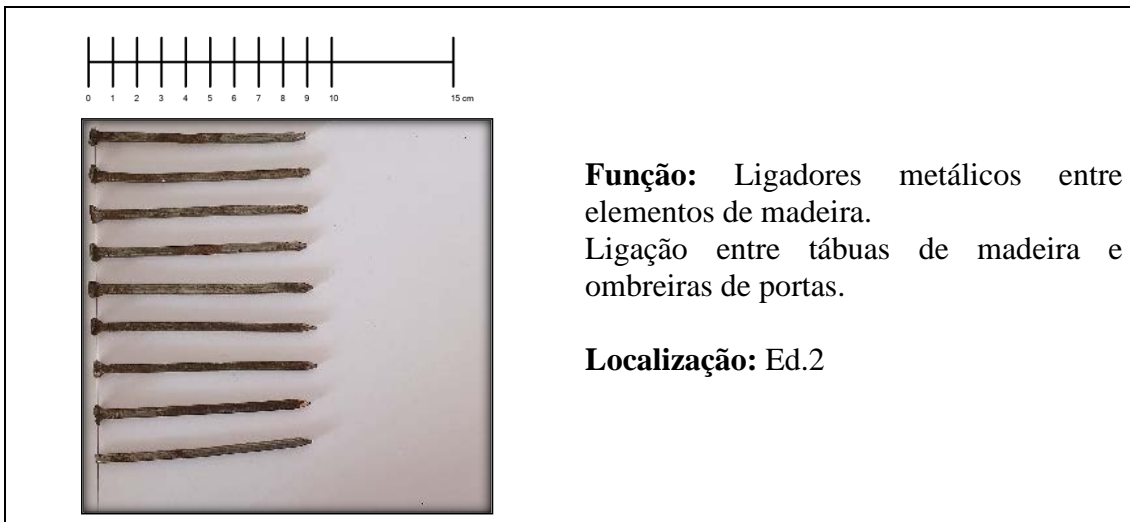 0 1 2 3 4 5 6 7 8 9 10 15 cm
Função: Ligadores metálicos entre
elementos de madeira.
Ligação entre tábuas de madeira e
ombreiras de portas.
Localização: Ed.2